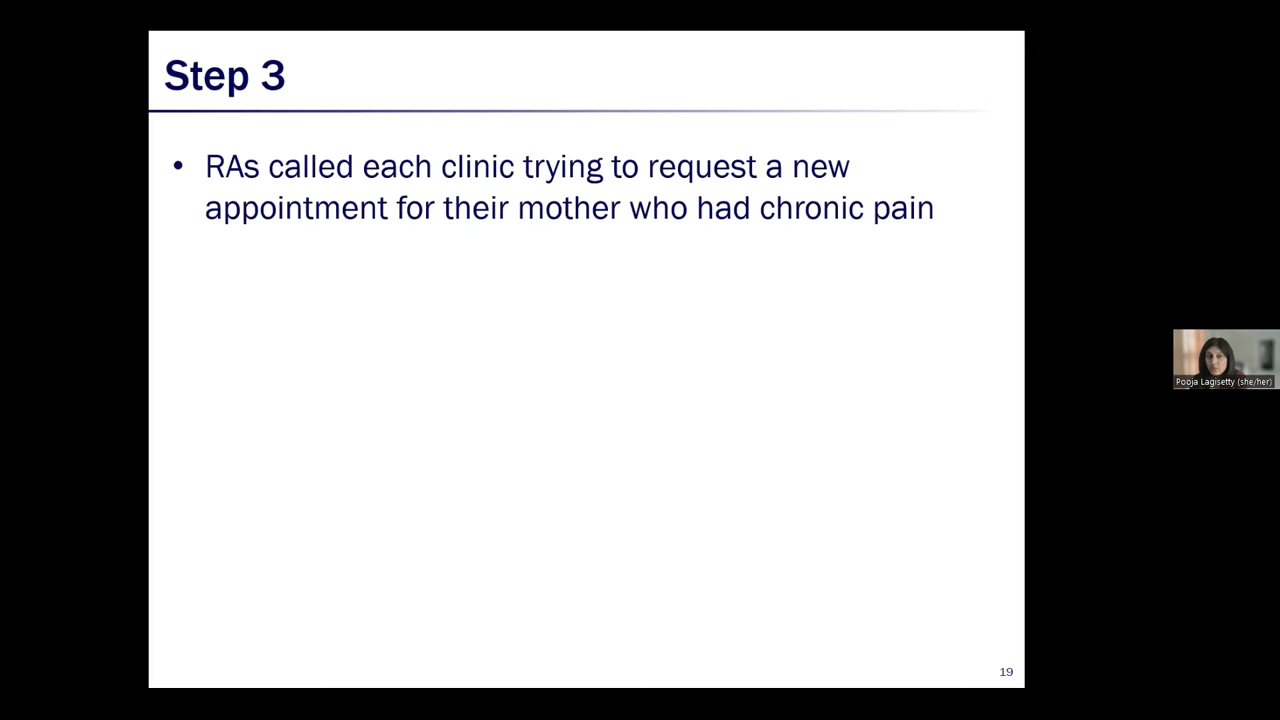 Step 3
• RAs called each clinic trying to request a new
appointment for their mother who had chronic pain
Pooja Lagisetty (she/her)
19